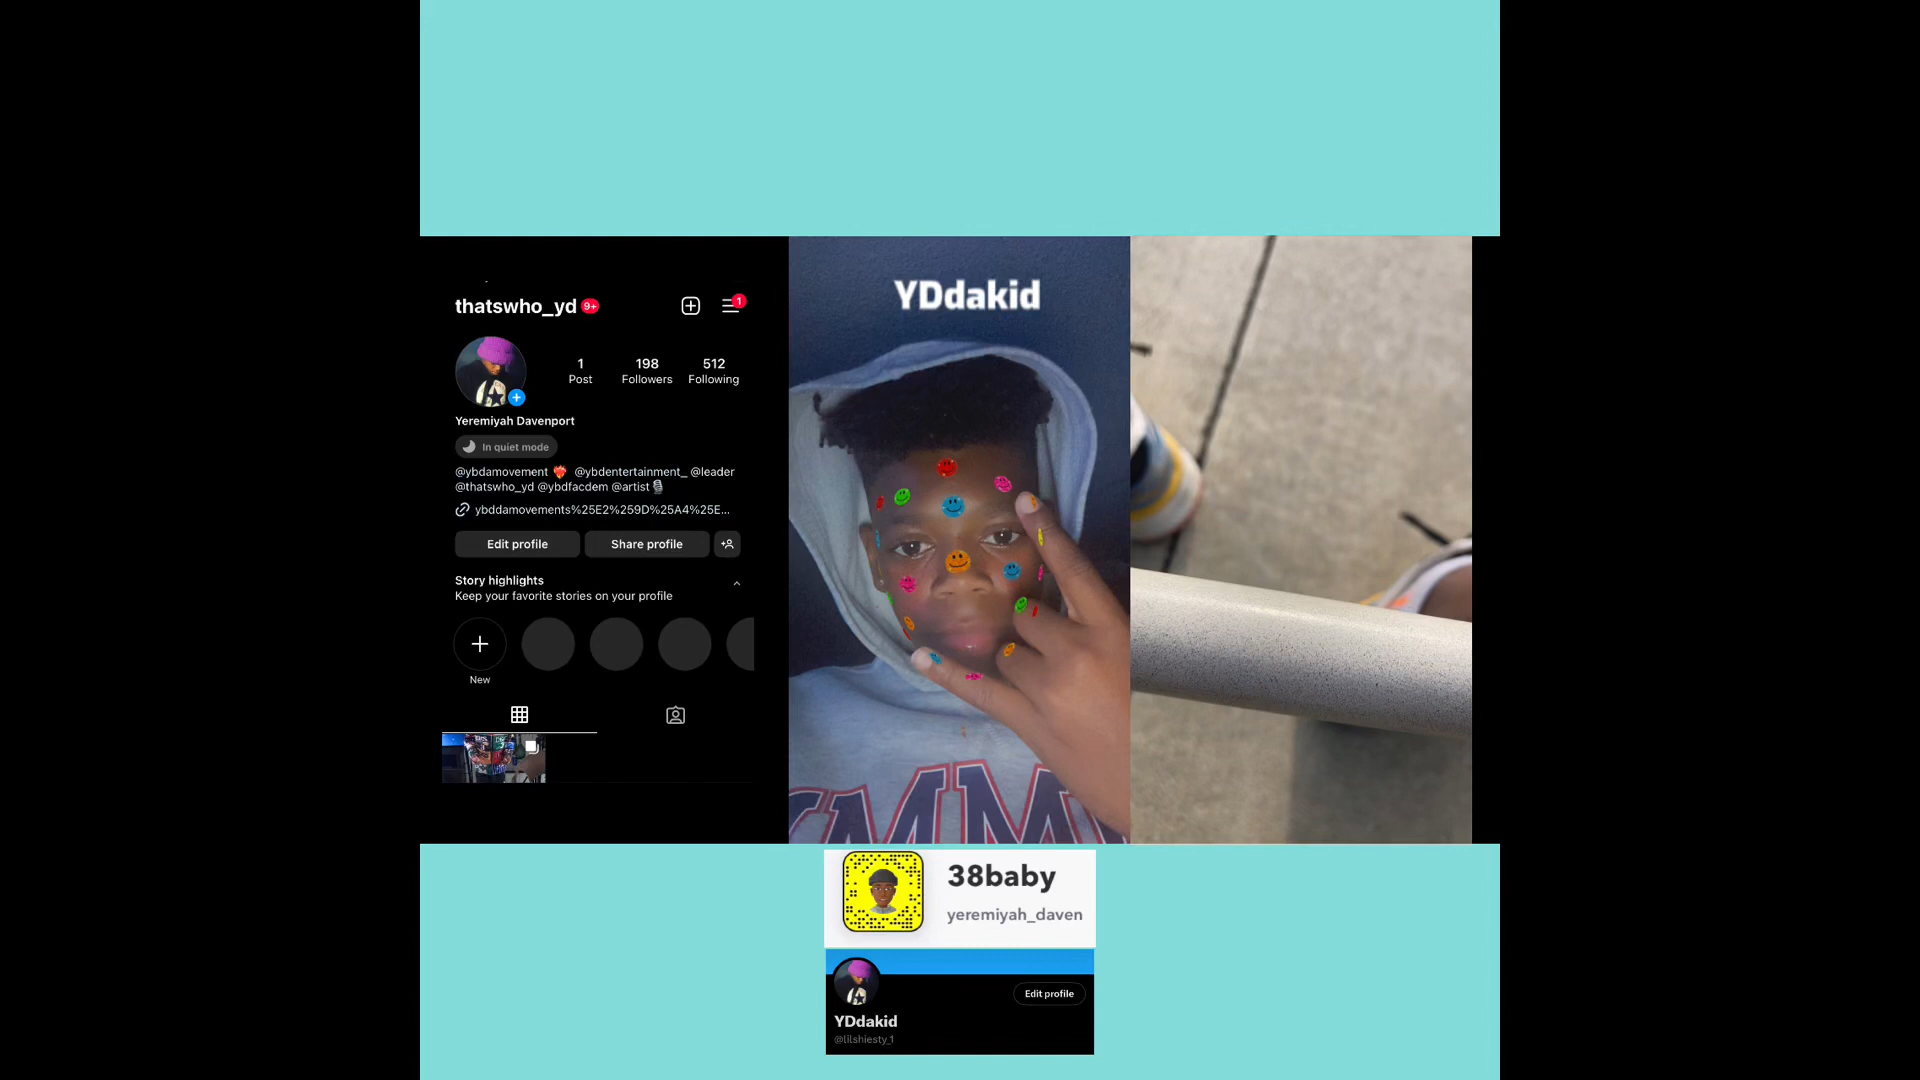 thatswho_yd 9+
1
1 198 512
Post Followers Following
Yeremiyah Davenport
In quiet mode
@ybdamovement ❤️‍🔥 @ybdentertainment_ @leader
@thatswho_yd @ybdfacdem @artist🎙
ybddamovements%25E2%259D%25A4%25E...
Edit profile Share profile
Story highlights
Keep your favorite stories on your profile
New
YDdakid
38baby
yeremiyah_daven
Edit profile
YDdakid
@lilshiesty_1